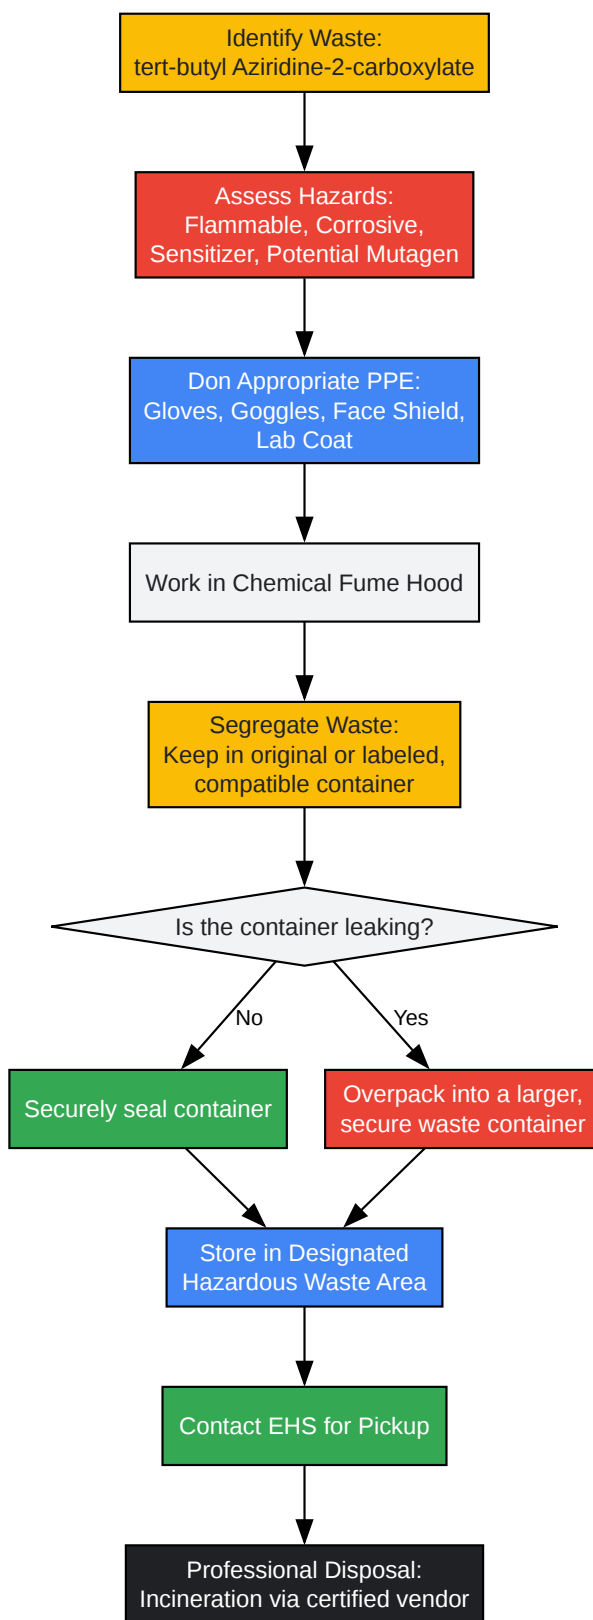 Identify Waste:
tert-butyl Aziridine-2-carboxylate
Assess Hazards:
Flammable, Corrosive,
Sensitizer, Potential Mutagen
Don Appropriate PPE:
Gloves, Goggles, Face Shield,
Lab Coat
Work in Chemical Fume Hood
Segregate Waste:
Keep in original or labeled,
compatible container
Is the container leaking?
No
Yes
Securely seal container
Overpack into a larger,
secure waste container
Store in Designated
Hazardous Waste Area
Contact EHS for Pickup
Professional Disposal:
Incineration via certified vendor